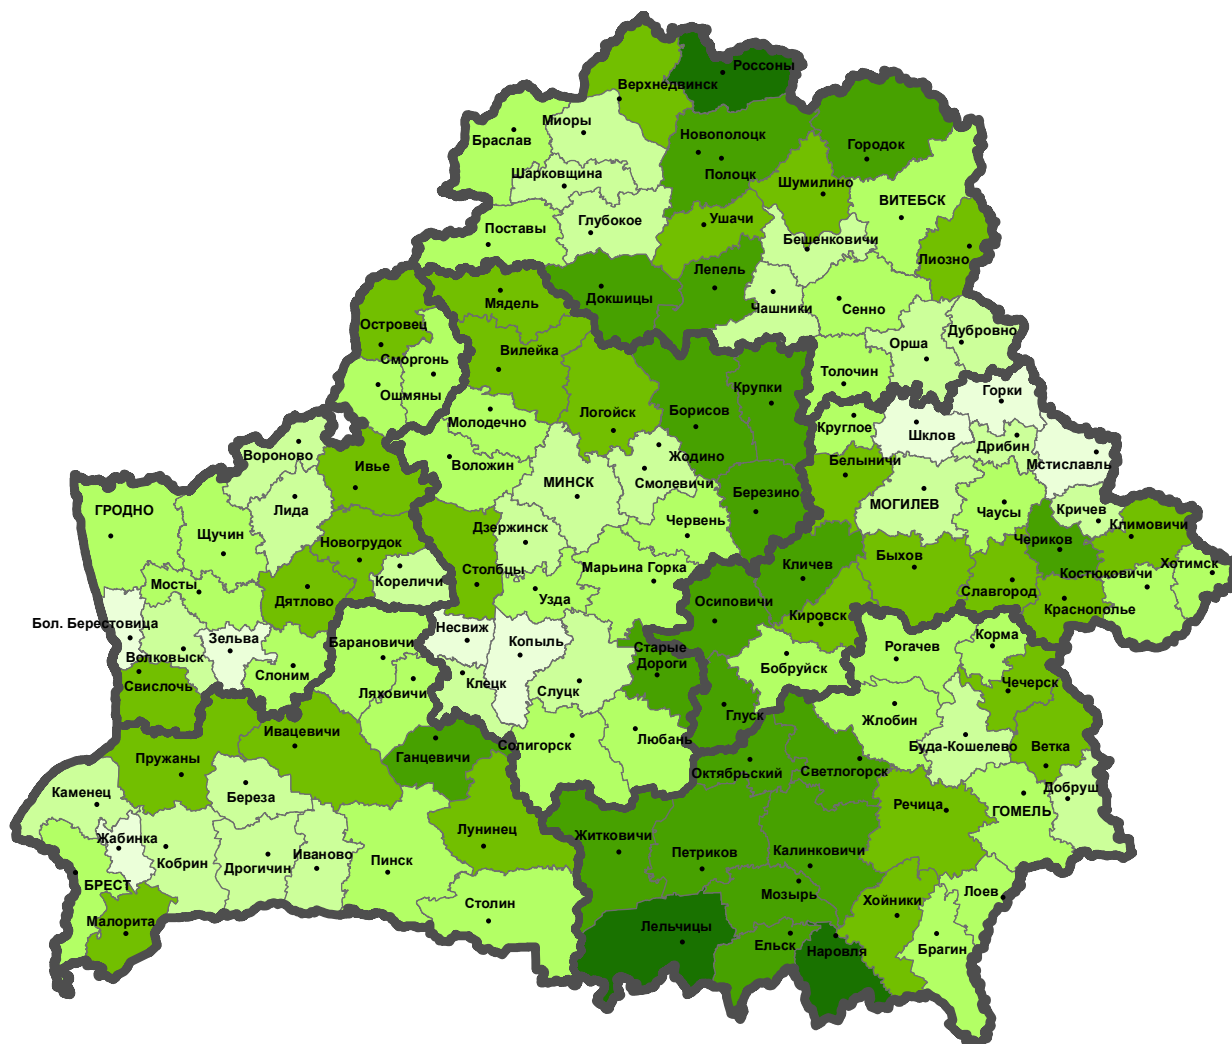 Россоны
Верхнедвинск
Миоры
Браслав
Новополоцк
Городок
Полоцк
Шарковщина
Шумилино
ВИТЕБСК
Ушачи
Глубокое
Поставы
Бешенковичи
Лиозно
Лепель
Докшицы
Мядель
Чашники
Сенно
Островец
Дубровно
Орша
Вилейка
Сморгонь
Толочин
Крупки
Горки
Ошмяны
Логойск
Борисов
Молодечно
Круглое
Шклов
Дрибин
Вороново
Ивье
Воложин
Жодино
Белыничи
Мстиславль
МИНСК
Смолевичи
Березино
ГРОДНО
Лида
МОГИЛЕВ
Чаусы
Кричев
Климовичи
Щучин
Новогрудок
Дзержинск
Червень
Чериков
Быхов
Хотимск
Мосты
Кореличи
Столбцы
Марьина Горка
Кличев
Костюковичи
Дятлово
Узда
Осиповичи
Славгород
Краснополье
Кировск
Бол. Берестовица
Зельва
Барановичи
Несвиж
Копыль
Старые
Дороги
Рогачев
Корма
Волковыск
Бобруйск
Свислочь
Слоним
Ляховичи
Клецк
Слуцк
Чечерск
Глуск
Жлобин
Ивацевичи
Солигорск
Любань
Буда-Кошелево
Ветка
Пружаны
Ганцевичи
Октябрьский
Светлогорск
Каменец
Береза
Добруш
Речица
ГОМЕЛЬ
Жабинка
Лунинец
Житковичи
Кобрин
Дрогичин
Иваново
Пинск
Петриков
Калинковичи
БРЕСТ
Мозырь
Лоев
Столин
Хойники
Малорита
Лельчицы
Ельск
Наровля
Брагин